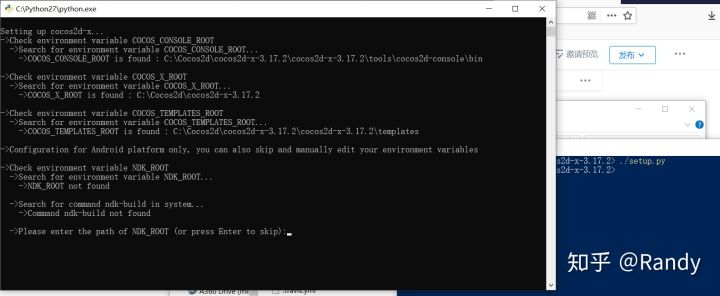 C:\Python27\python.exe
Setting up cocos2d-x...
->Check environment variable COCOS_CONSOLE_ROOT
->Search for environment variable COCOS_CONSOLE_ROOT...
->COCOS_CONSOLE_ROOT is found : C:\Cocos2d\cocos2d-x-3.17.2\cocos2d-x-3.17.2\tools\cocos2d-console\bin
->Check environment variable COCOS_X_ROOT
->Search for environment variable COCOS_X_ROOT...
->COCOS_X_ROOT is found : C:\Cocos2d\cocos2d-x-3.17.2
->Check environment variable COCOS_TEMPLATES_ROOT
->Search for environment variable COCOS_TEMPLATES_ROOT...
->COCOS_TEMPLATES_ROOT is found : C:\Cocos2d\cocos2d-x-3.17.2\cocos2d-x-3.17.2\templates
->Configuration for Android platform only, you can also skip and manually edit your environment variables
->Check environment variable NDK_ROOT
->Search for environment variable NDK_ROOT...
->NDK_ROOT not found
->Search for command ndk-build in system...
->Command ndk-build not found
->Please enter the path of NDK_ROOT (or press Enter to skip):
邀请预览
发布
s2d-x-3.17.2> ./setup.py
s2d-x-3.17.2>
知乎 @Randy
A360 Drive (me
.travis.yml